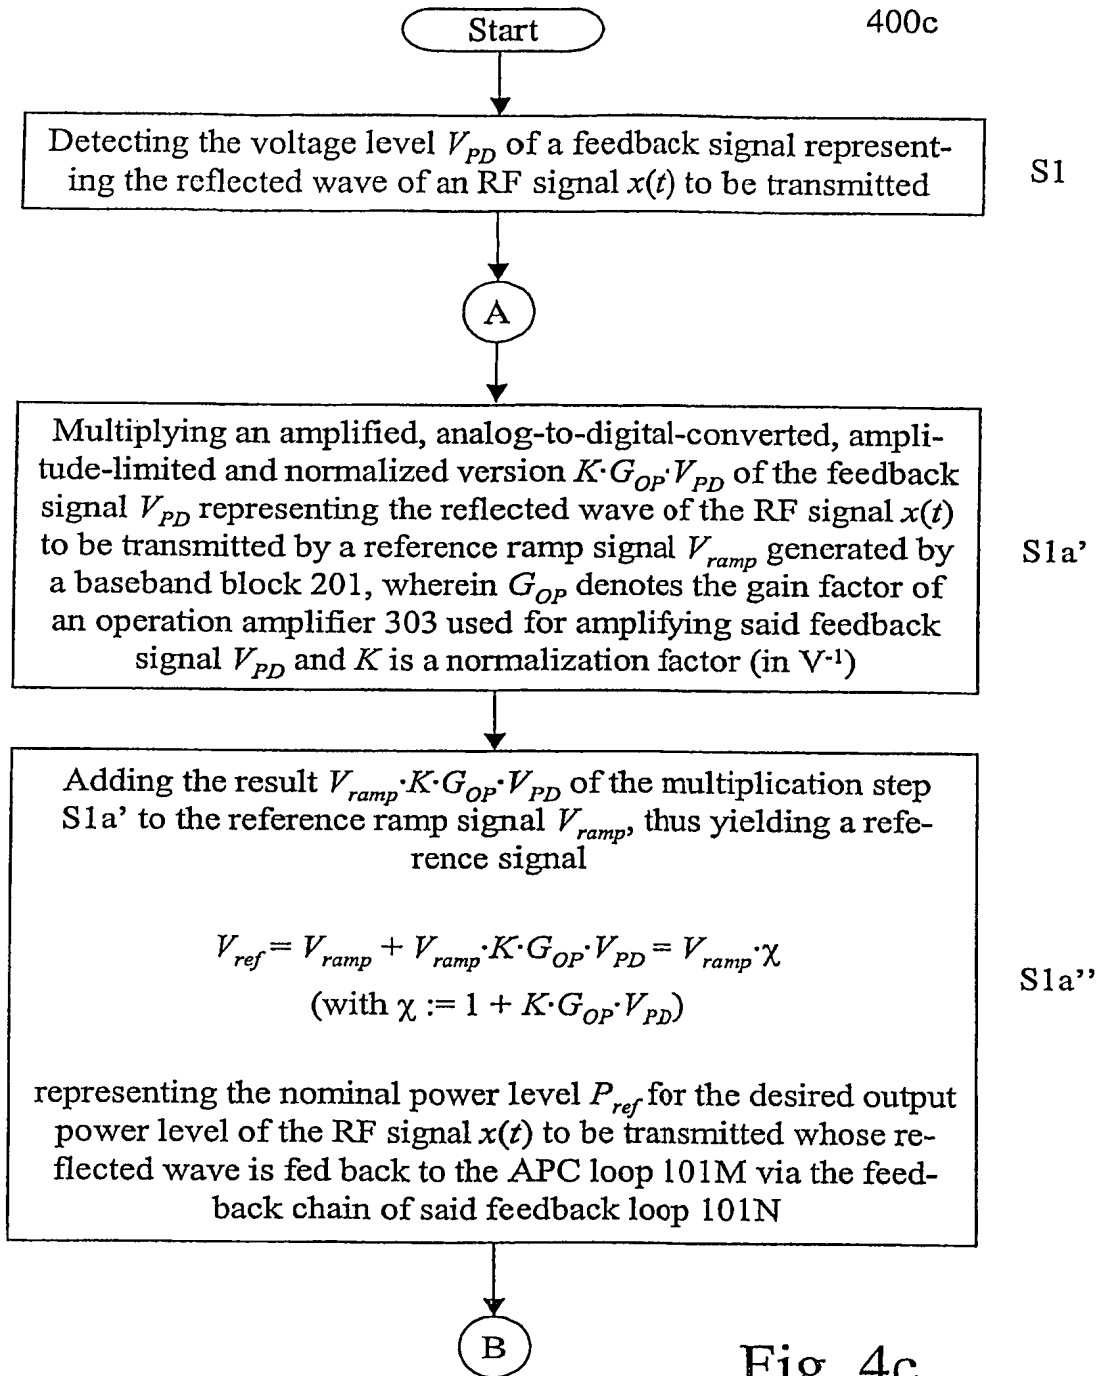 Start
400c
Detecting the voltage level V_PD of a feedback signal represent-
ing the reflected wave of an RF signal x(t) to be transmitted
S1
A
Multiplying an amplified, analog-to-digital-converted, ampli-
tude-limited and normalized version K·G_OP·V_PD of the feedback
signal V_PD representing the reflected wave of the RF signal x(t)
to be transmitted by a reference ramp signal V_ramp generated by
a baseband block 201, wherein G_OP denotes the gain factor of
an operation amplifier 303 used for amplifying said feedback
signal V_PD and K is a normalization factor (in V⁻¹)
S1a’
Adding the result V_ramp·K·G_OP·V_PD of the multiplication step
S1a’ to the reference ramp signal V_ramp, thus yielding a refe-
rence signal
V_ref = V_ramp + V_ramp·K·G_OP·V_PD = V_ramp·χ
(with χ := 1 + K·G_OP·V_PD)
S1a’’
representing the nominal power level P_ref for the desired output
power level of the RF signal x(t) to be transmitted whose re-
flected wave is fed back to the APC loop 101M via the feed-
back chain of said feedback loop 101N
B
Fig. 4c